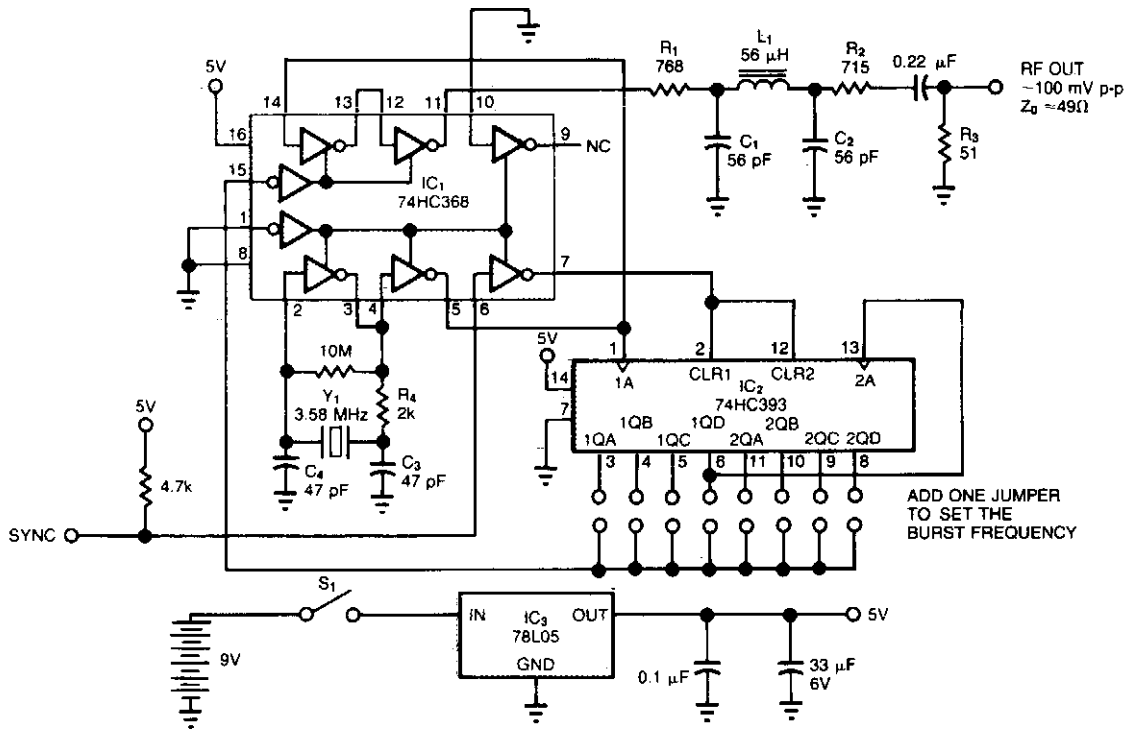 5V
14
13
12
11
10
16
15
1
8
9
NC
IC1
74HC368
7
2
3
4
5
6
R1
768
L1
56 µH
R2
715
0.22 µF
RF OUT
~100 mV p-p
Z0 ≈49Ω
C1
56 pF
C2
56 pF
R3
51
10M
Y1
3.58 MHz
R4
2k
C4
47 pF
C3
47 pF
5V
4.7k
SYNC
5V
14
7
1
2
12
13
1A
CLR1
CLR2
2A
IC2
74HC393
1QB
1QD
2QB
1QA
1QC
2QA
2QC
2QD
3
4
5
6
11
10
9
8
ADD ONE JUMPER
TO SET THE
BURST FREQUENCY
S1
9V
IN
IC3
OUT
78L05
GND
5V
0.1 µF
33 µF
6V